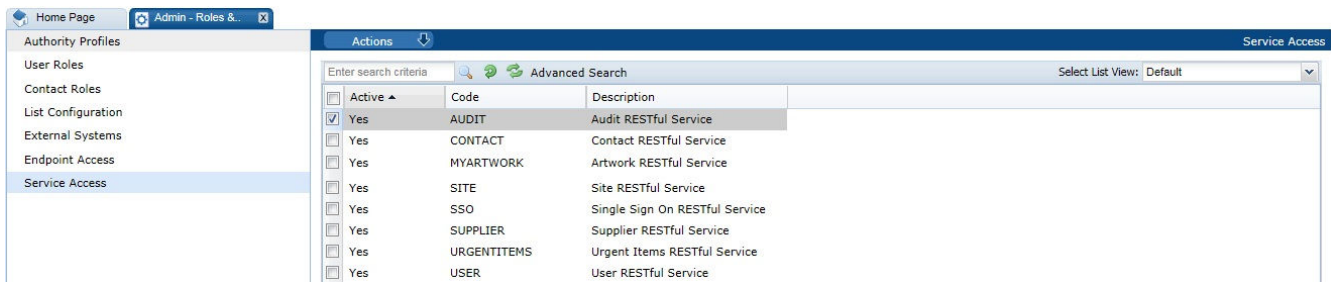 Home Page Admin - Roles &..
Authority Profiles
User Roles
Contact Roles
List Configuration
External Systems
Endpoint Access
Service Access
Actions Service Access
Enter search criteria Advanced Search Select List View: Default
Active Code Description
Yes AUDIT Audit RESTful Service
Yes CONTACT Contact RESTful Service
Yes MYARTWORK Artwork RESTful Service
Yes SITE Site RESTful Service
Yes SSO Single Sign On RESTful Service
Yes SUPPLIER Supplier RESTful Service
Yes URGENTITEMS Urgent Items RESTful Service
Yes USER User RESTful Service